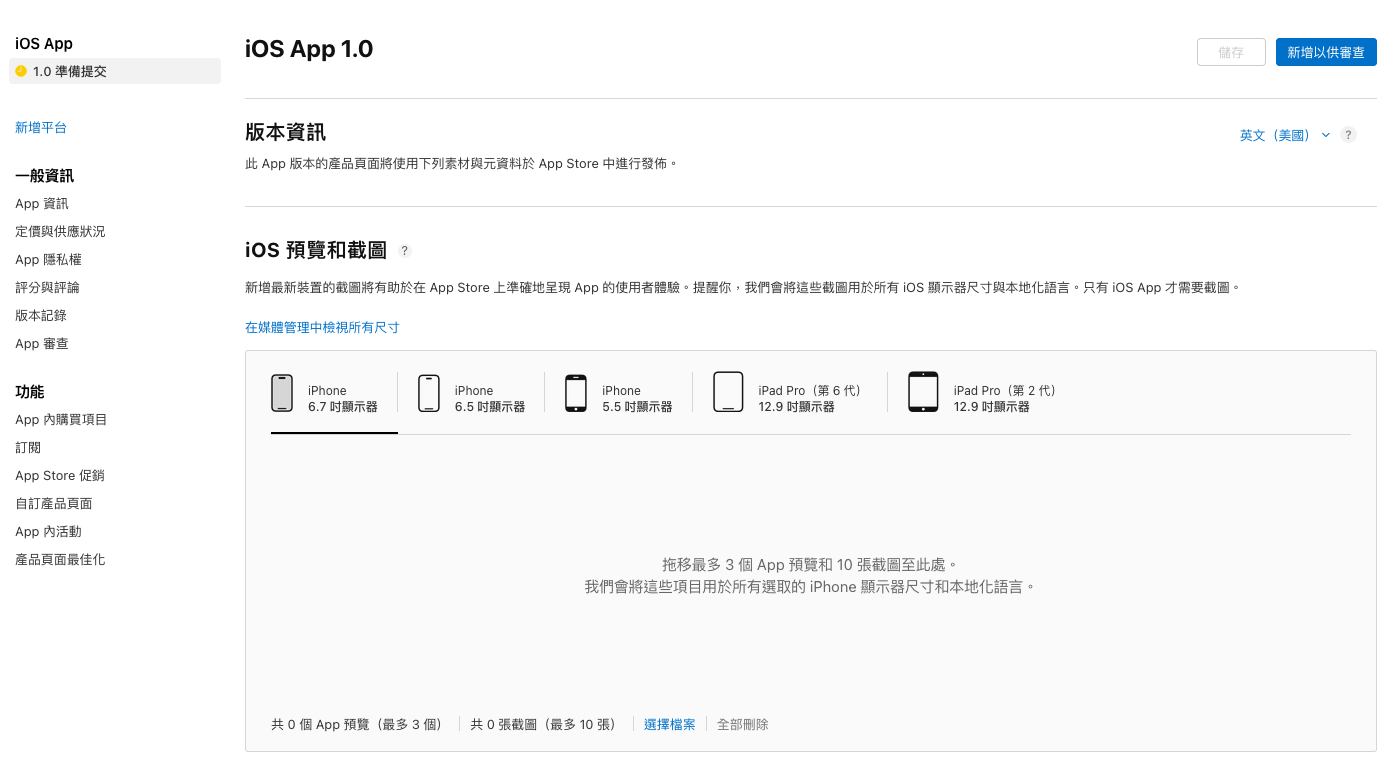 iOS App
1.0 準備提交
新增平台
一般資訊
App 資訊
定價與供應狀況
App 隱私權
評分與評論
版本記錄
App 審查
功能
App 內購買項目
訂閱
App Store 促銷
自訂產品頁面
App 內活動
產品頁面最佳化
iOS App 1.0
儲存
新增以供審查
版本資訊
英文（美國）
?
此 App 版本的產品頁面將使用下列素材與元資料於 App Store 中進行發佈。
iOS 預覽和截圖
?
新增最新裝置的截圖將有助於在 App Store 上準確地呈現 App 的使用者體驗。提醒你，我們會將這些截圖用於所有 iOS 顯示器尺寸與本地化語言。只有 iOS App 才需要截圖。
在媒體管理中檢視所有尺寸
iPhone
6.7 吋顯示器
iPhone
6.5 吋顯示器
iPhone
5.5 吋顯示器
iPad Pro（第 6 代）
12.9 吋顯示器
iPad Pro（第 2 代）
12.9 吋顯示器
拖移最多 3 個 App 預覽和 10 張截圖至此處。
我們會將這些項目用於所有選取的 iPhone 顯示器尺寸和本地化語言。
共 0 個 App 預覽（最多 3 個）
共 0 張截圖（最多 10 張）
選擇檔案
全部刪除